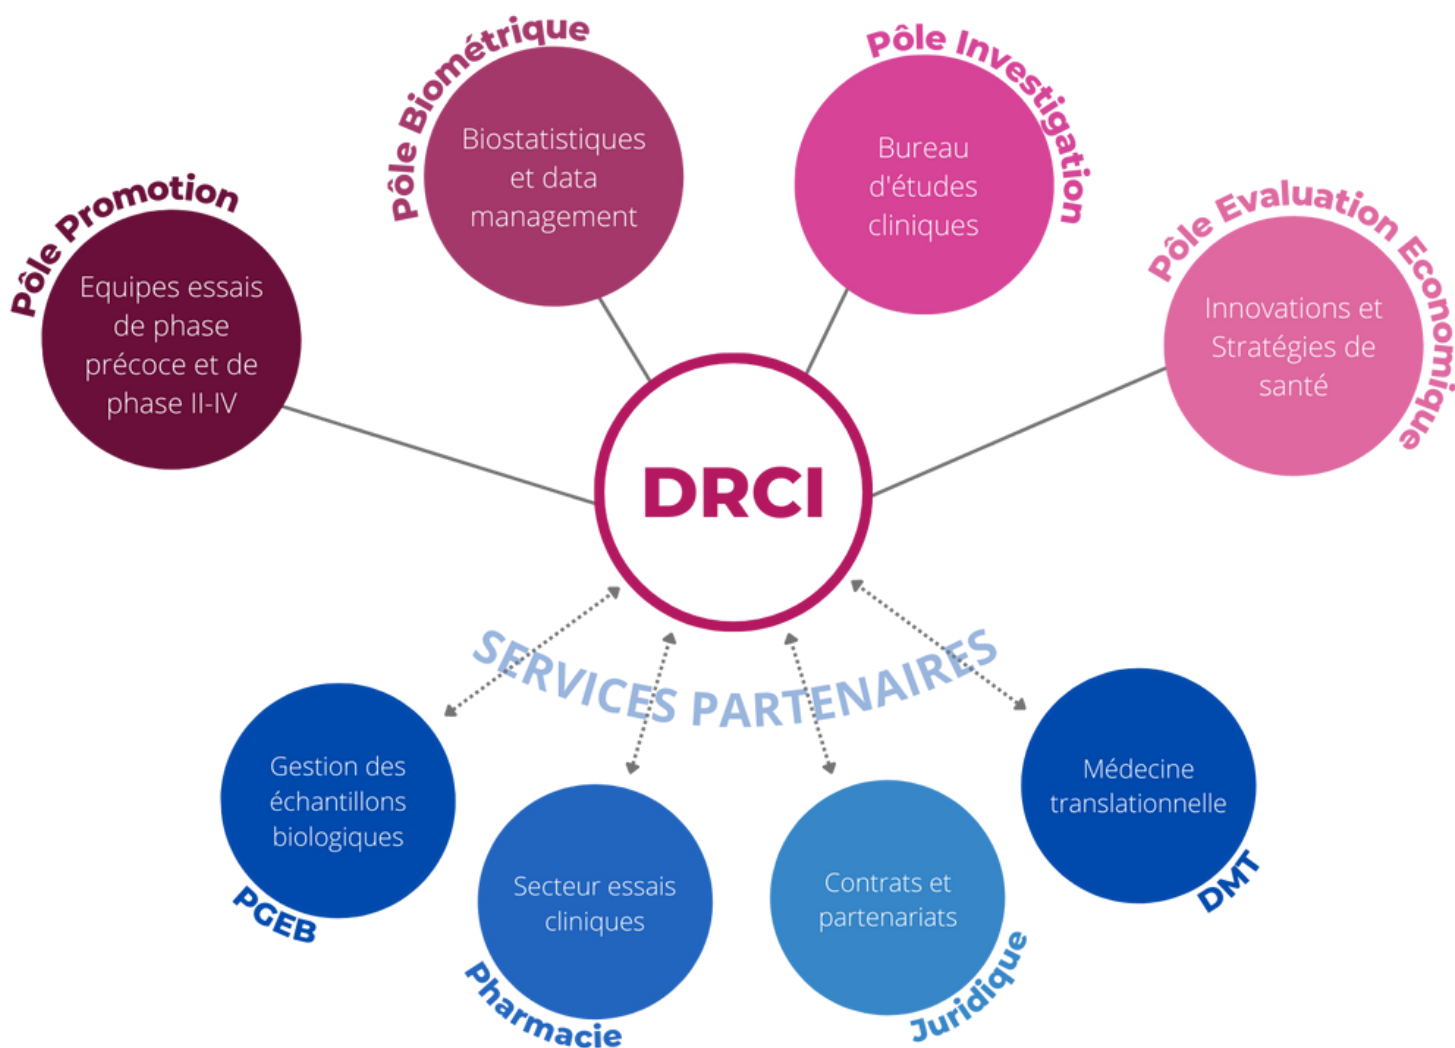 Pôle Promotion
Equipes essais
de phase
précoce et de
phase II-IV
Pôle Biométrique
Biostatistiques
et data
management
Pôle Investigation
Bureau
d'études
cliniques
Pôle Evaluation Economique
Innovations et
Stratégies de
santé
DRCI
SERVICES PARTENAIRES
Gestion des
échantillons
biologiques
PGEB
Secteur essais
cliniques
Pharmacie
Contrats et
partenariats
Juridique
Médecine
translationnelle
DMT